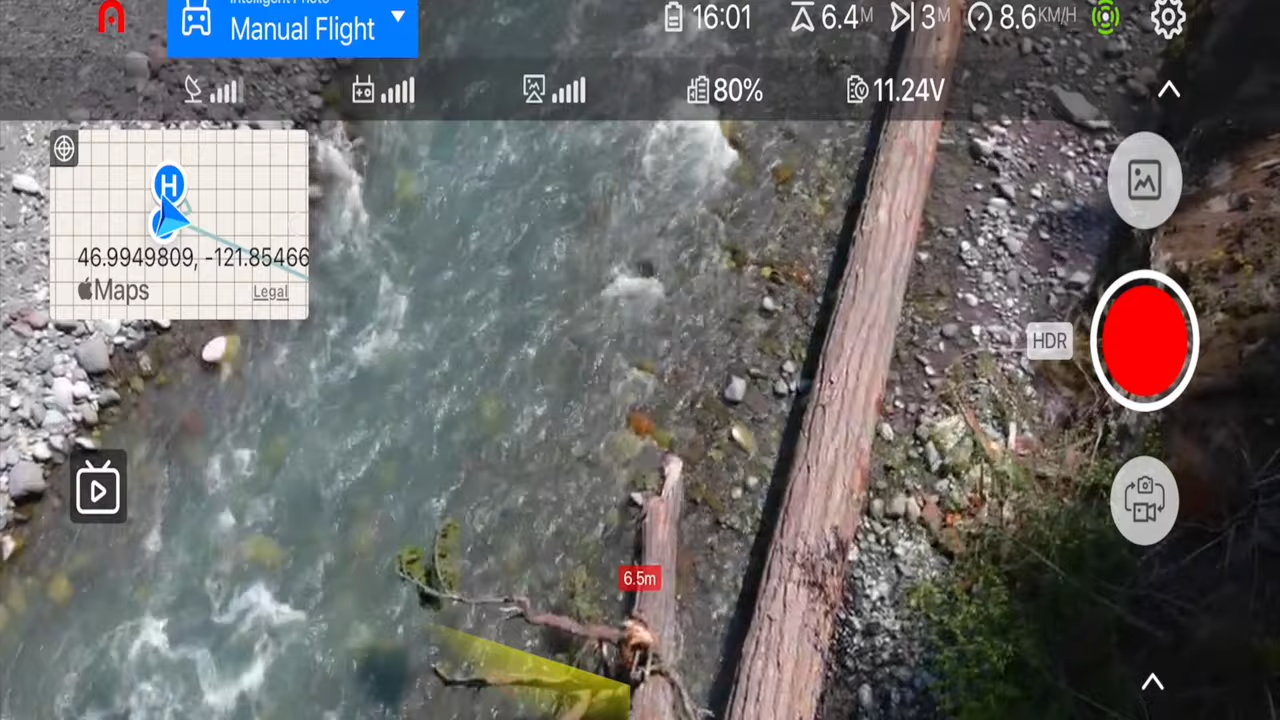 Intelligent Photo
Manual Flight
16:01
6.4M
3M
8.6KM/H
80%
11.24V
H
46.9949809, -121.85466
Maps
Legal
HDR
6.5m